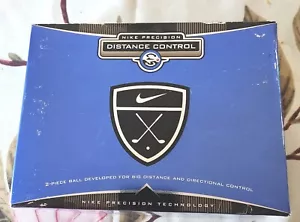 NIKE PRECISION
DISTANCE CONTROL
2-PIECE BALL DEVELOPED FOR BIG DISTANCE AND DIRECTIONAL CONTROL
NIKE PRECISION TECHNOLOGY